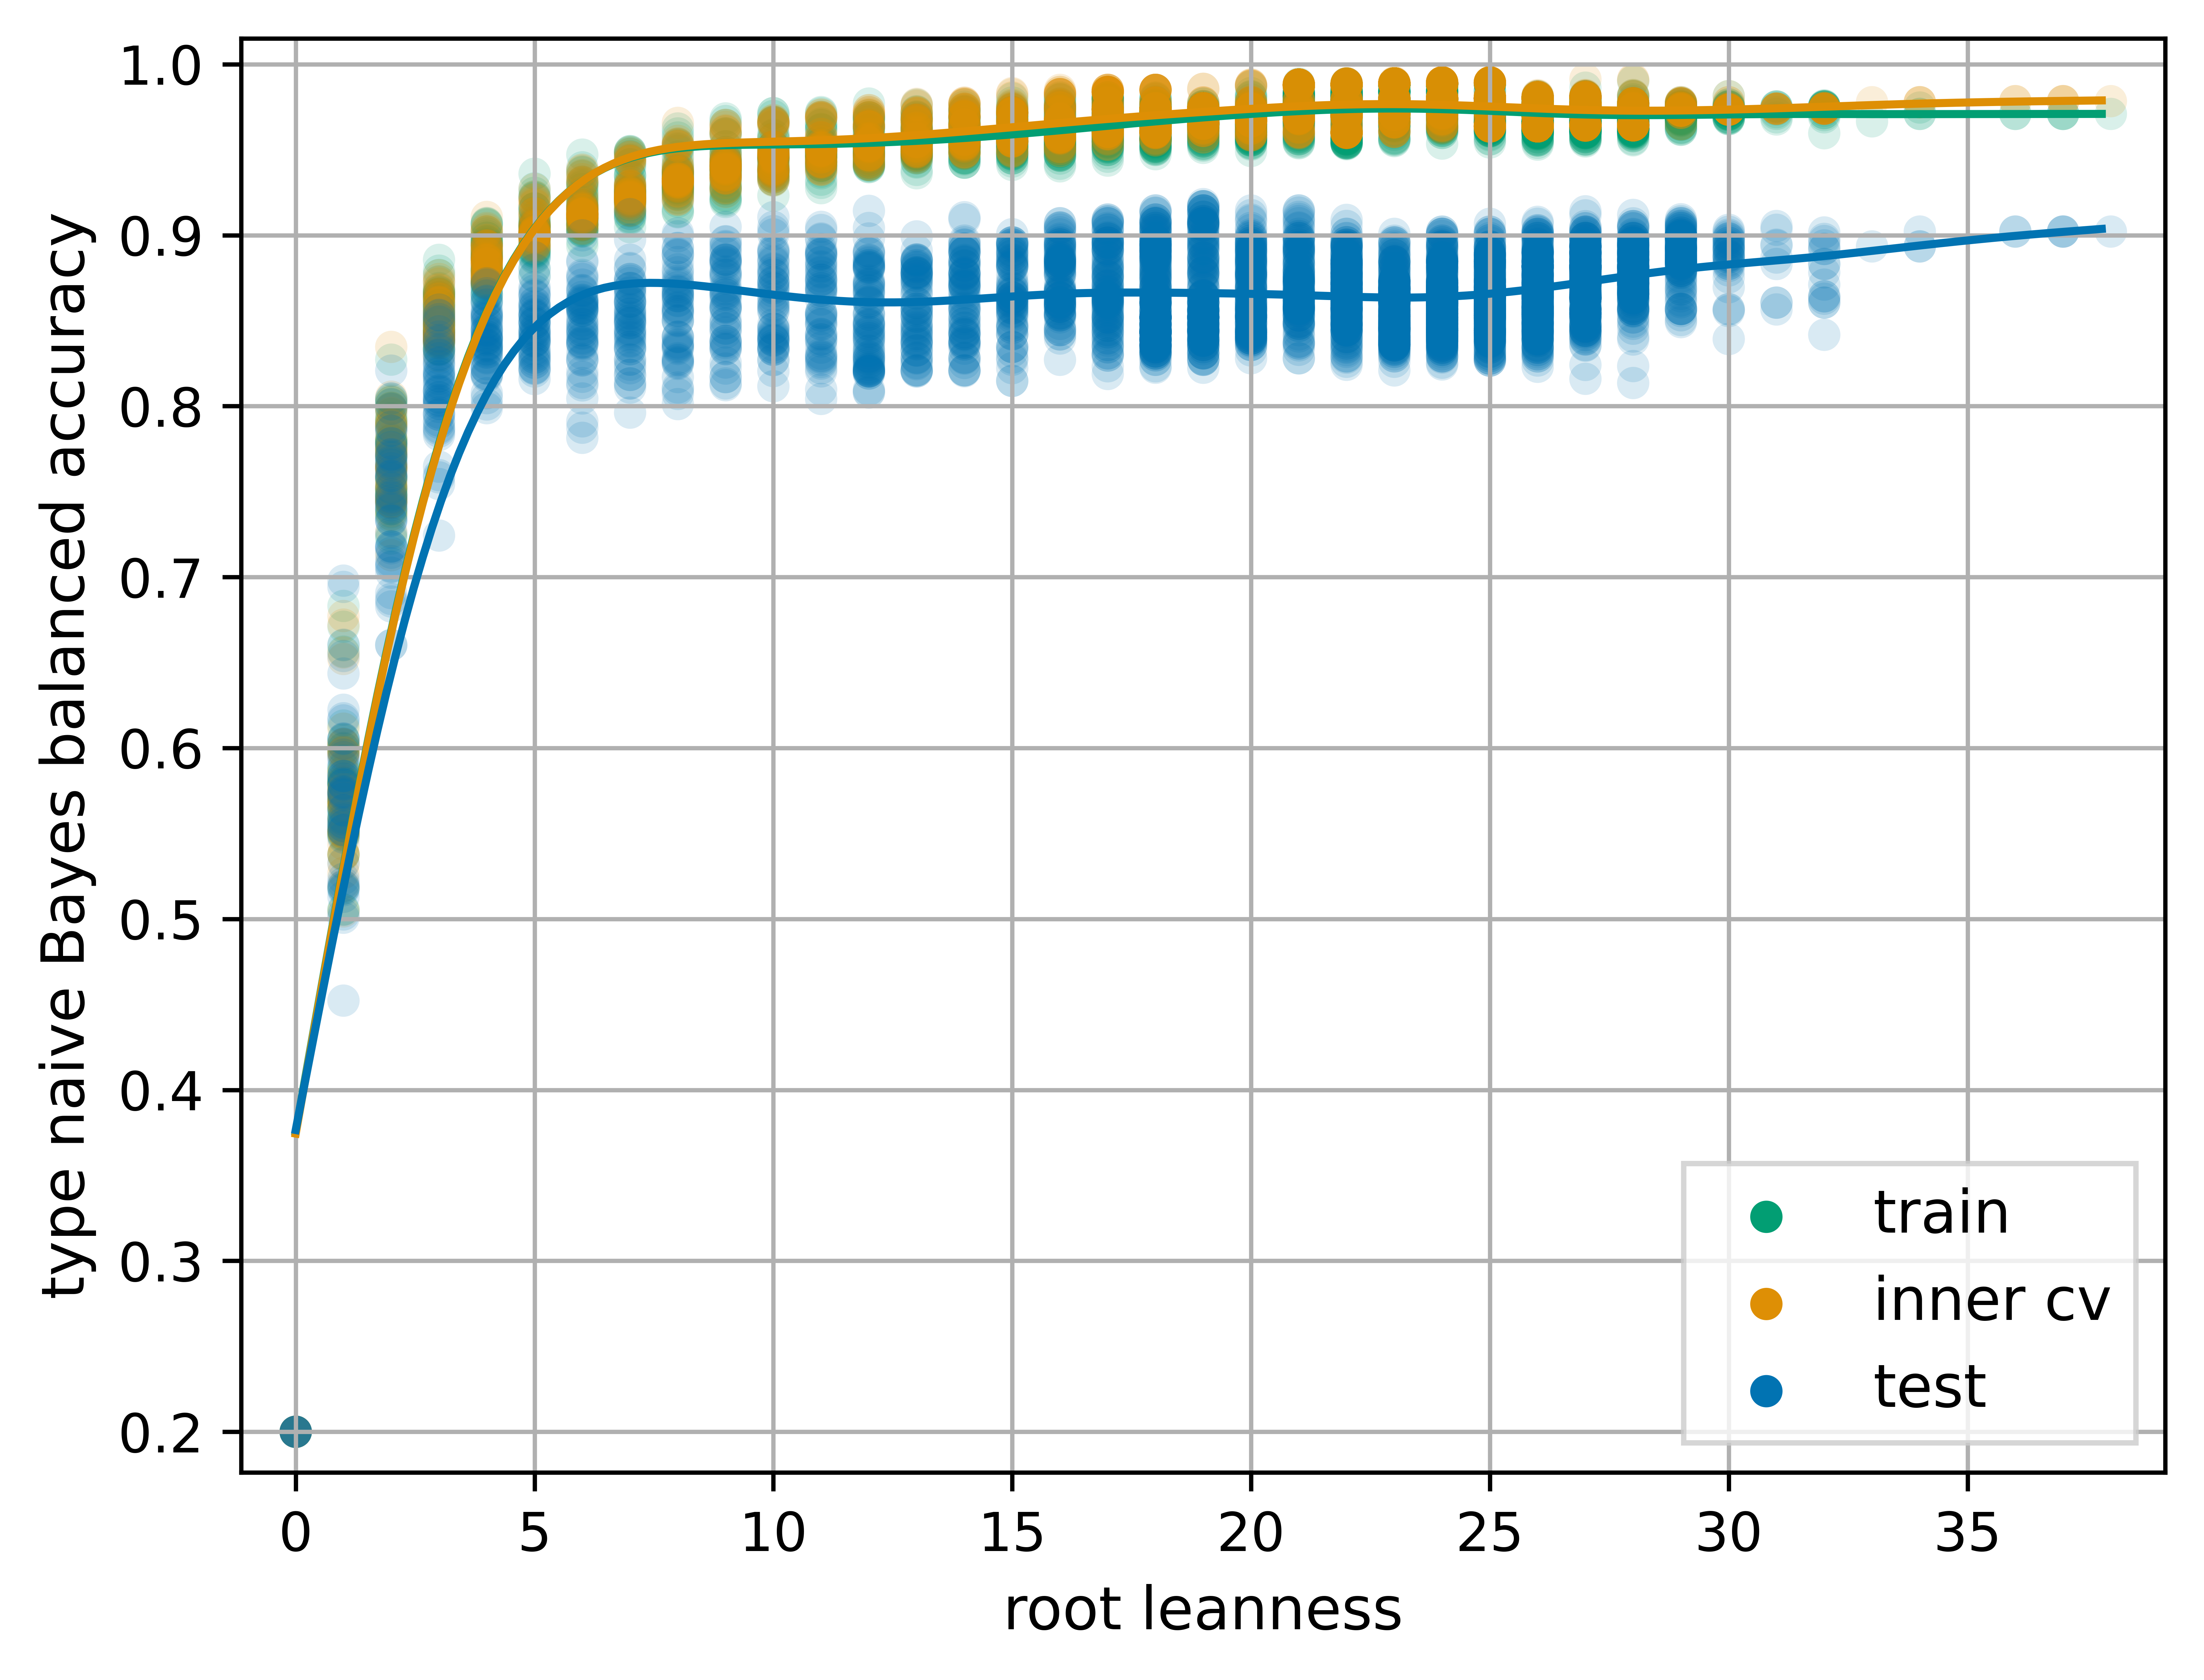 type naive Bayes balanced accuracy
1.0
0.9
0.8
0.7
0.6
0.5
0.4
0.3
0.2
0 5 10 15 20 25 30 35
root leanness
train
inner cv
test